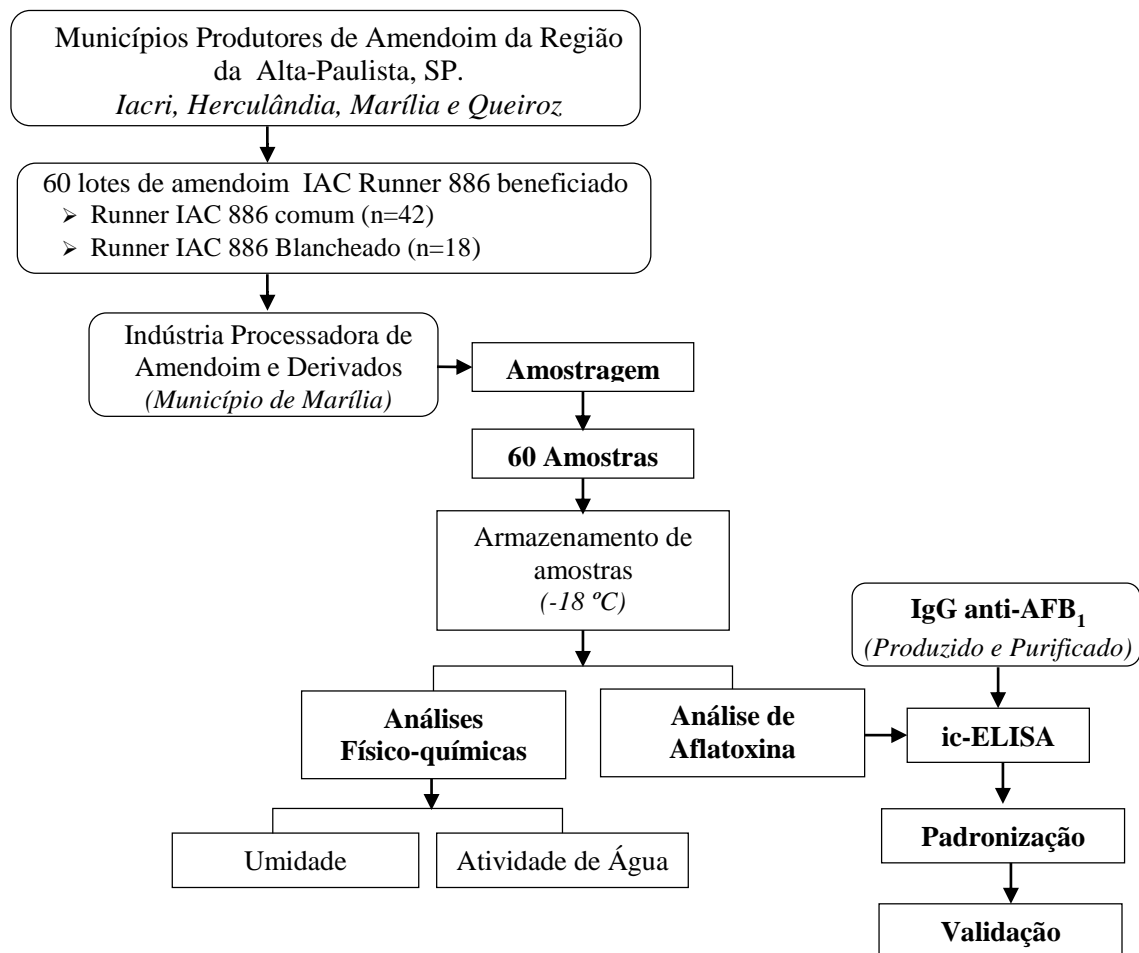 Municípios Produtores de Amendoim da Região
da Alta-Paulista, SP.
Iacri, Herculândia, Marília e Queiroz
60 lotes de amendoim IAC Runner 886 beneficiado
➢ Runner IAC 886 comum (n=42)
➢ Runner IAC 886 Blancheado (n=18)
Indústria Processadora de
Amendoim e Derivados
(Município de Marília)
Amostragem
60 Amostras
Armazenamento de
amostras
(-18 ºC)
IgG anti-AFB1
(Produzido e Purificado)
Análises
Físico-químicas
Análise de
Aflatoxina
ic-ELISA
Umidade
Atividade de Água
Padronização
Validação